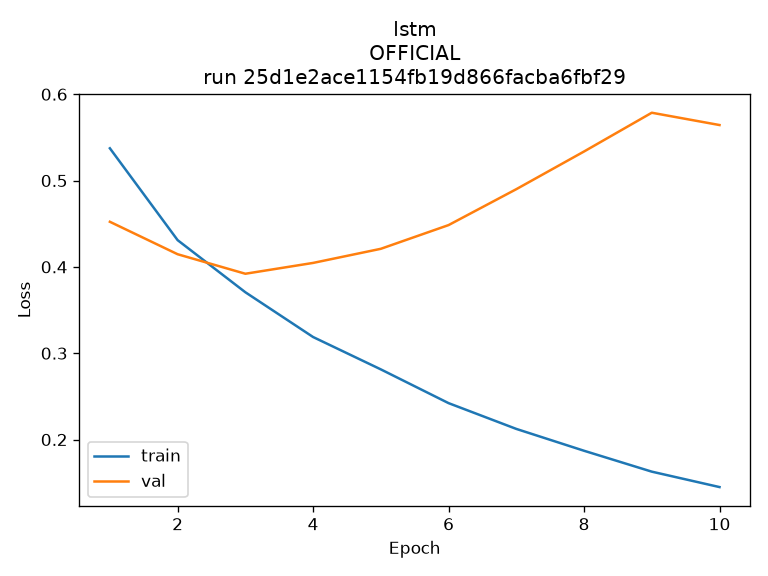 lstm
OFFICIAL
run 25d1e2ace1154fb19d866facba6fbf29
0.6
0.5
0.4
0.3
0.2
Loss
train
val
2 4 6 8 10
Epoch